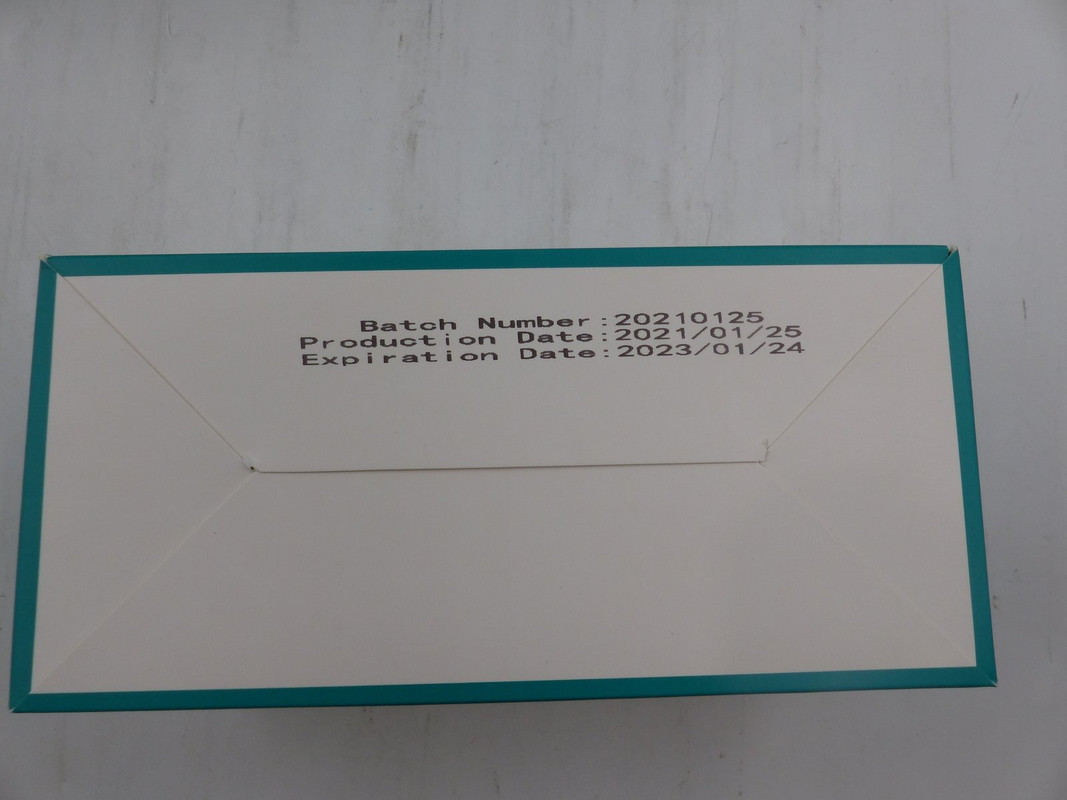 Batch Number:20210125
Production Date:2021/01/25
Expiration Date:2023/01/24